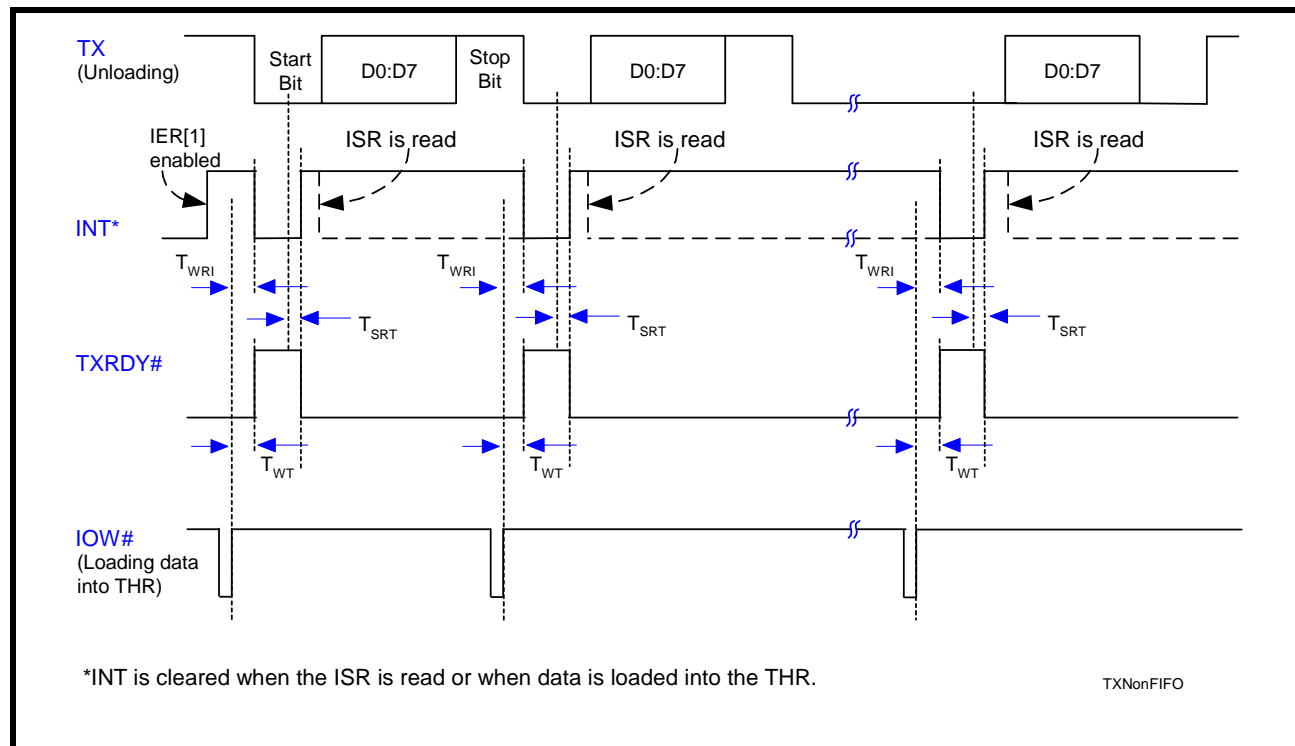 TX
(Unloading)
Start
Bit
D0:D7
Stop
Bit
D0:D7
D0:D7
IER[1]
enabled
ISR is read
ISR is read
ISR is read
INT*
TWRI
TWRI
TWRI
TSRT
TSRT
TSRT
TXRDY#
TWT
TWT
TWT
IOW#
(Loading data
into THR)
*INT is cleared when the ISR is read or when data is loaded into the THR.
TXNonFIFO